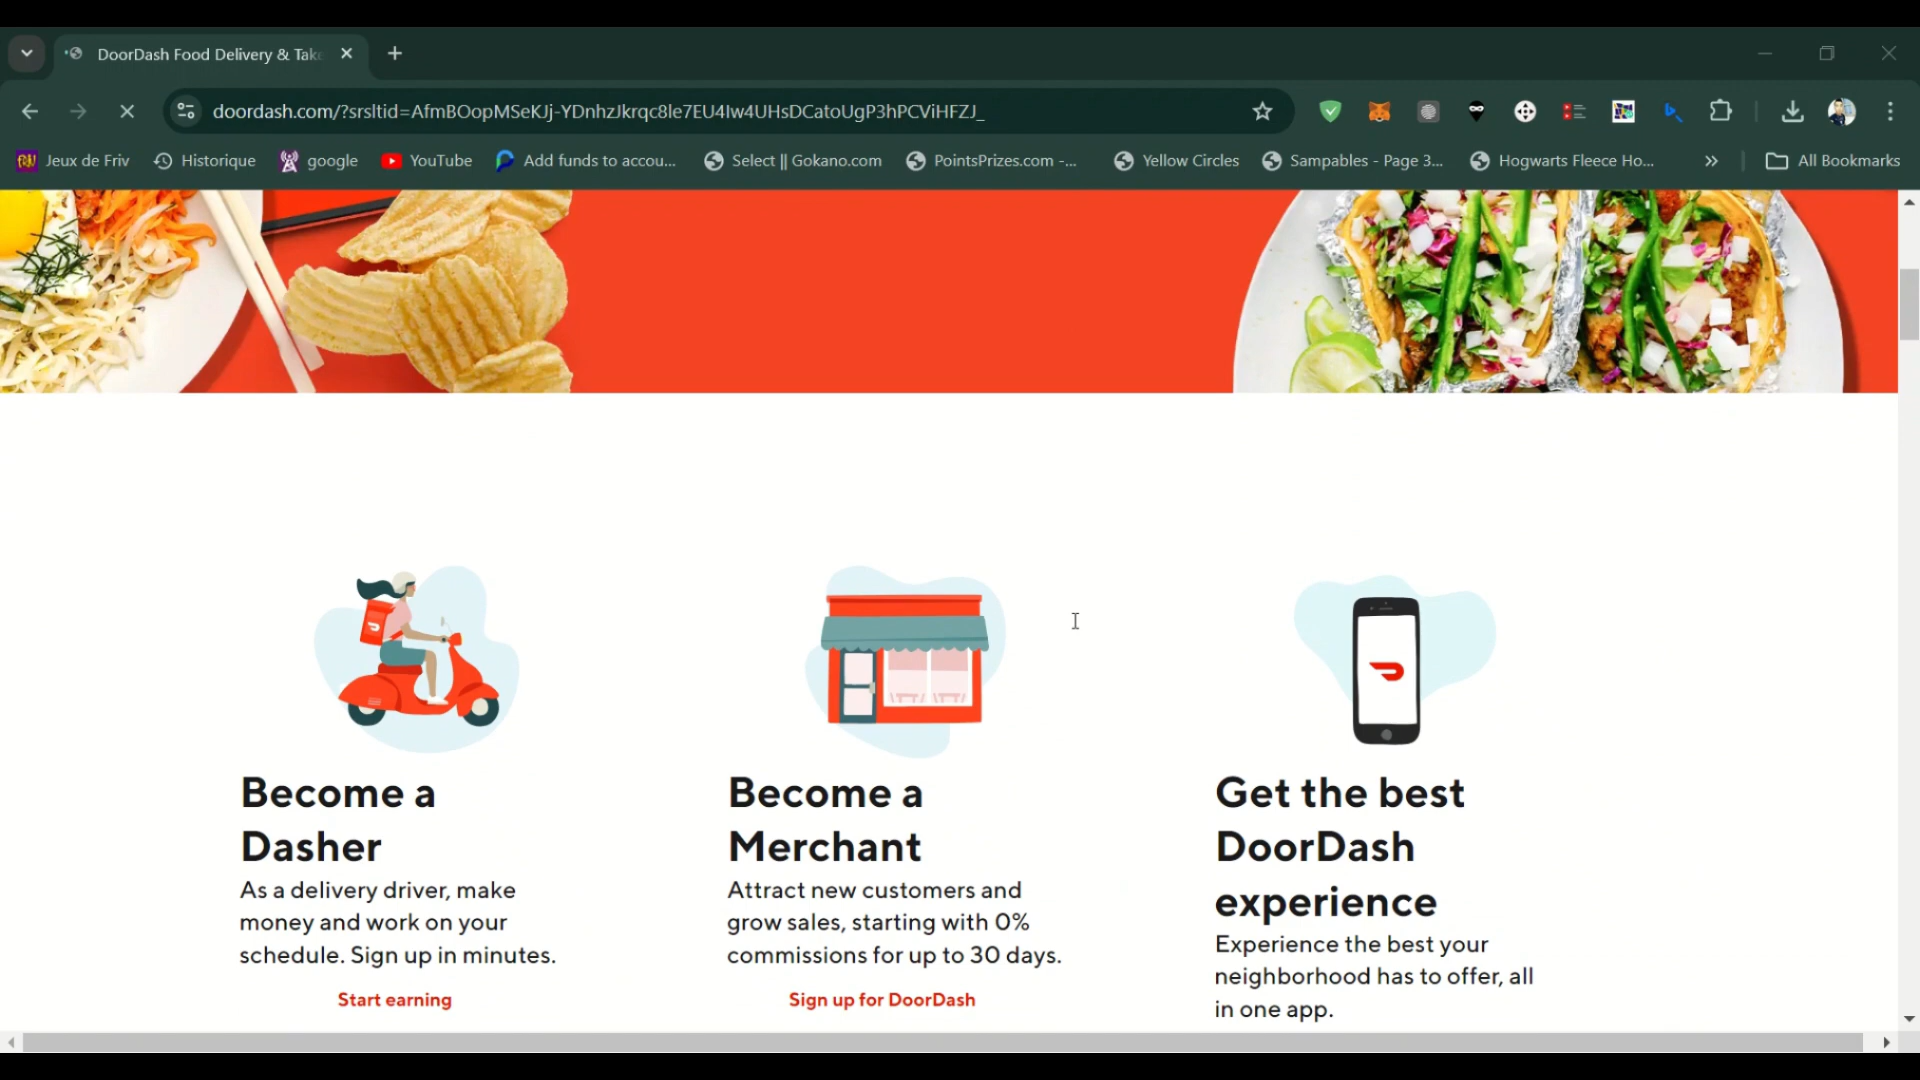 DoorDash Food Delivery & Take
doordash.com/?srsltid=AfmBOopMSeKJj-YDnhzJkrqc8le7EU4Iw4UHsDCatoUgP3hPCViHFZJ_
Jeux de Friv Historique google YouTube Add funds to accou... Select || Gokano.com PointsPrizes.com -... Yellow Circles Sampables - Page 3... Hogwarts Fleece Ho... » All Bookmarks
Become a
Dasher
As a delivery driver, make
money and work on your
schedule. Sign up in minutes.
Start earning
Become a
Merchant
Attract new customers and
grow sales, starting with 0%
commissions for up to 30 days.
Sign up for DoorDash
Get the best
DoorDash
experience
Experience the best your
neighborhood has to offer, all
in one app.